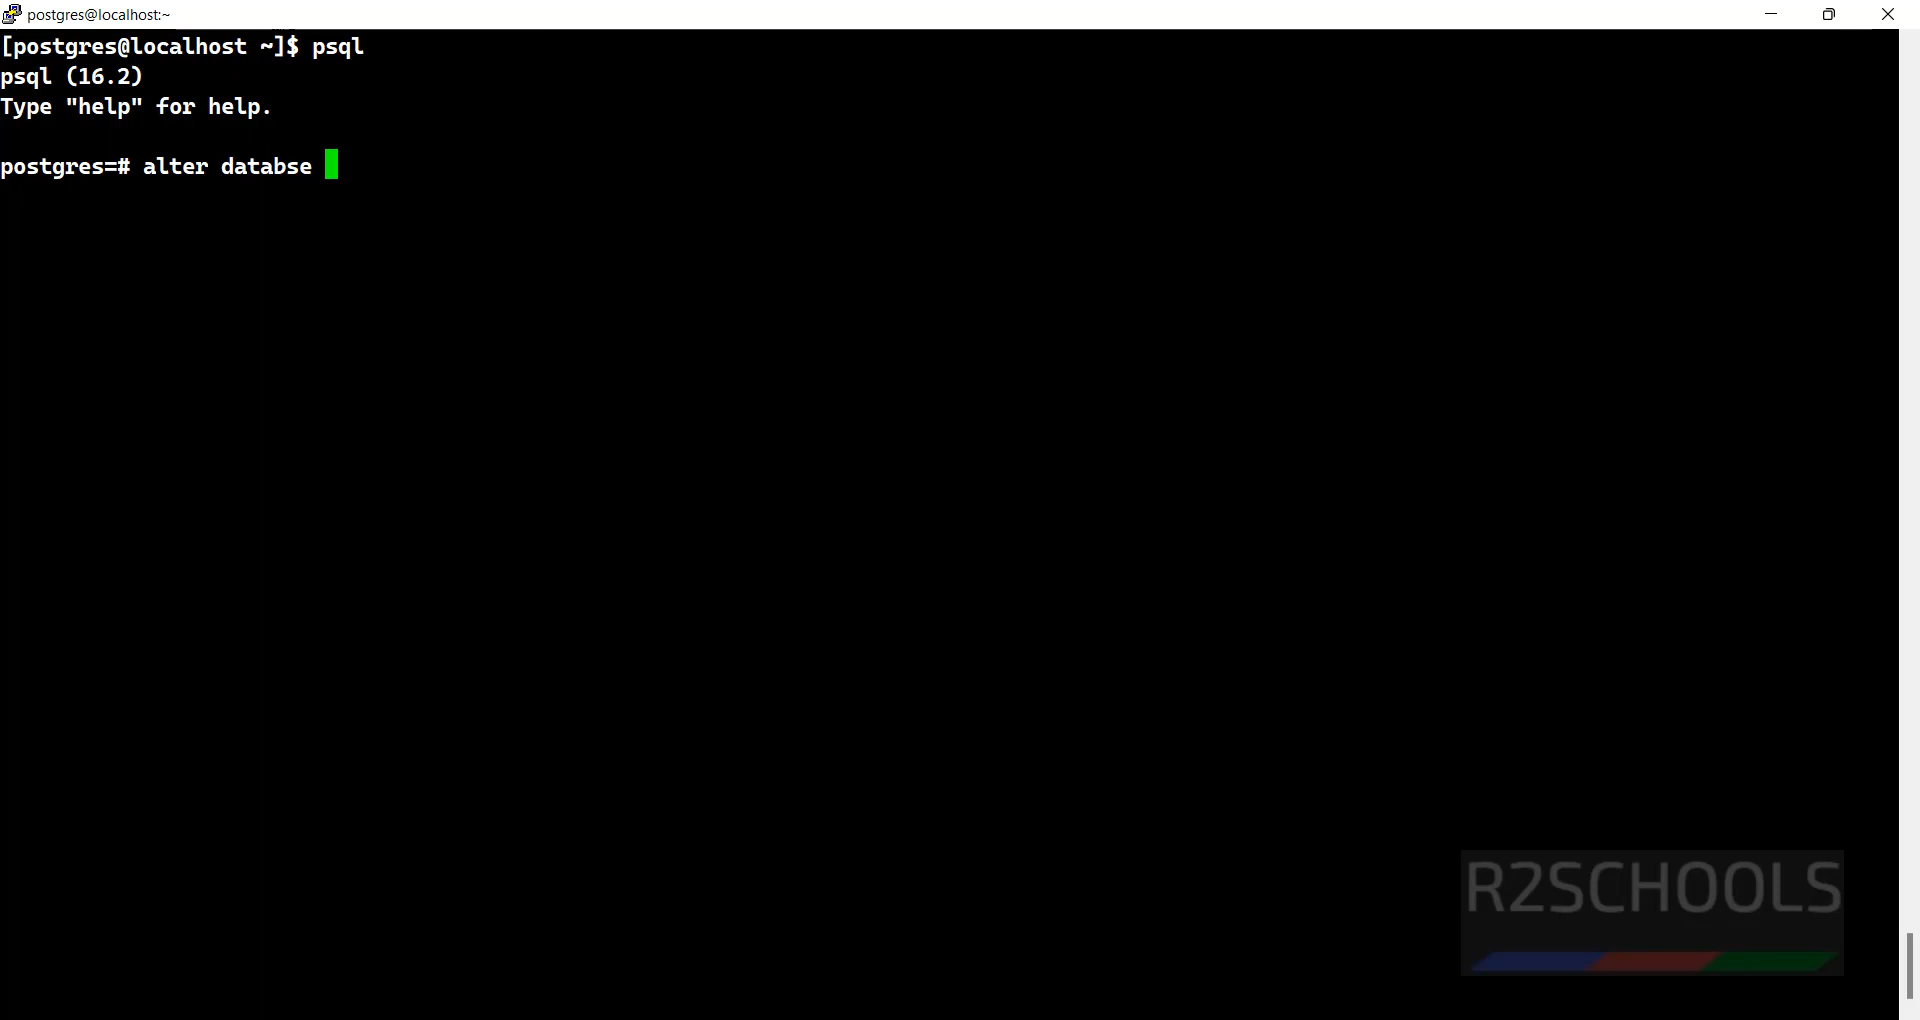 postgres@localhost:~
[postgres@localhost ~]$ psql
psql (16.2)
Type "help" for help.
postgres=# alter databse
R2SCHOOLS